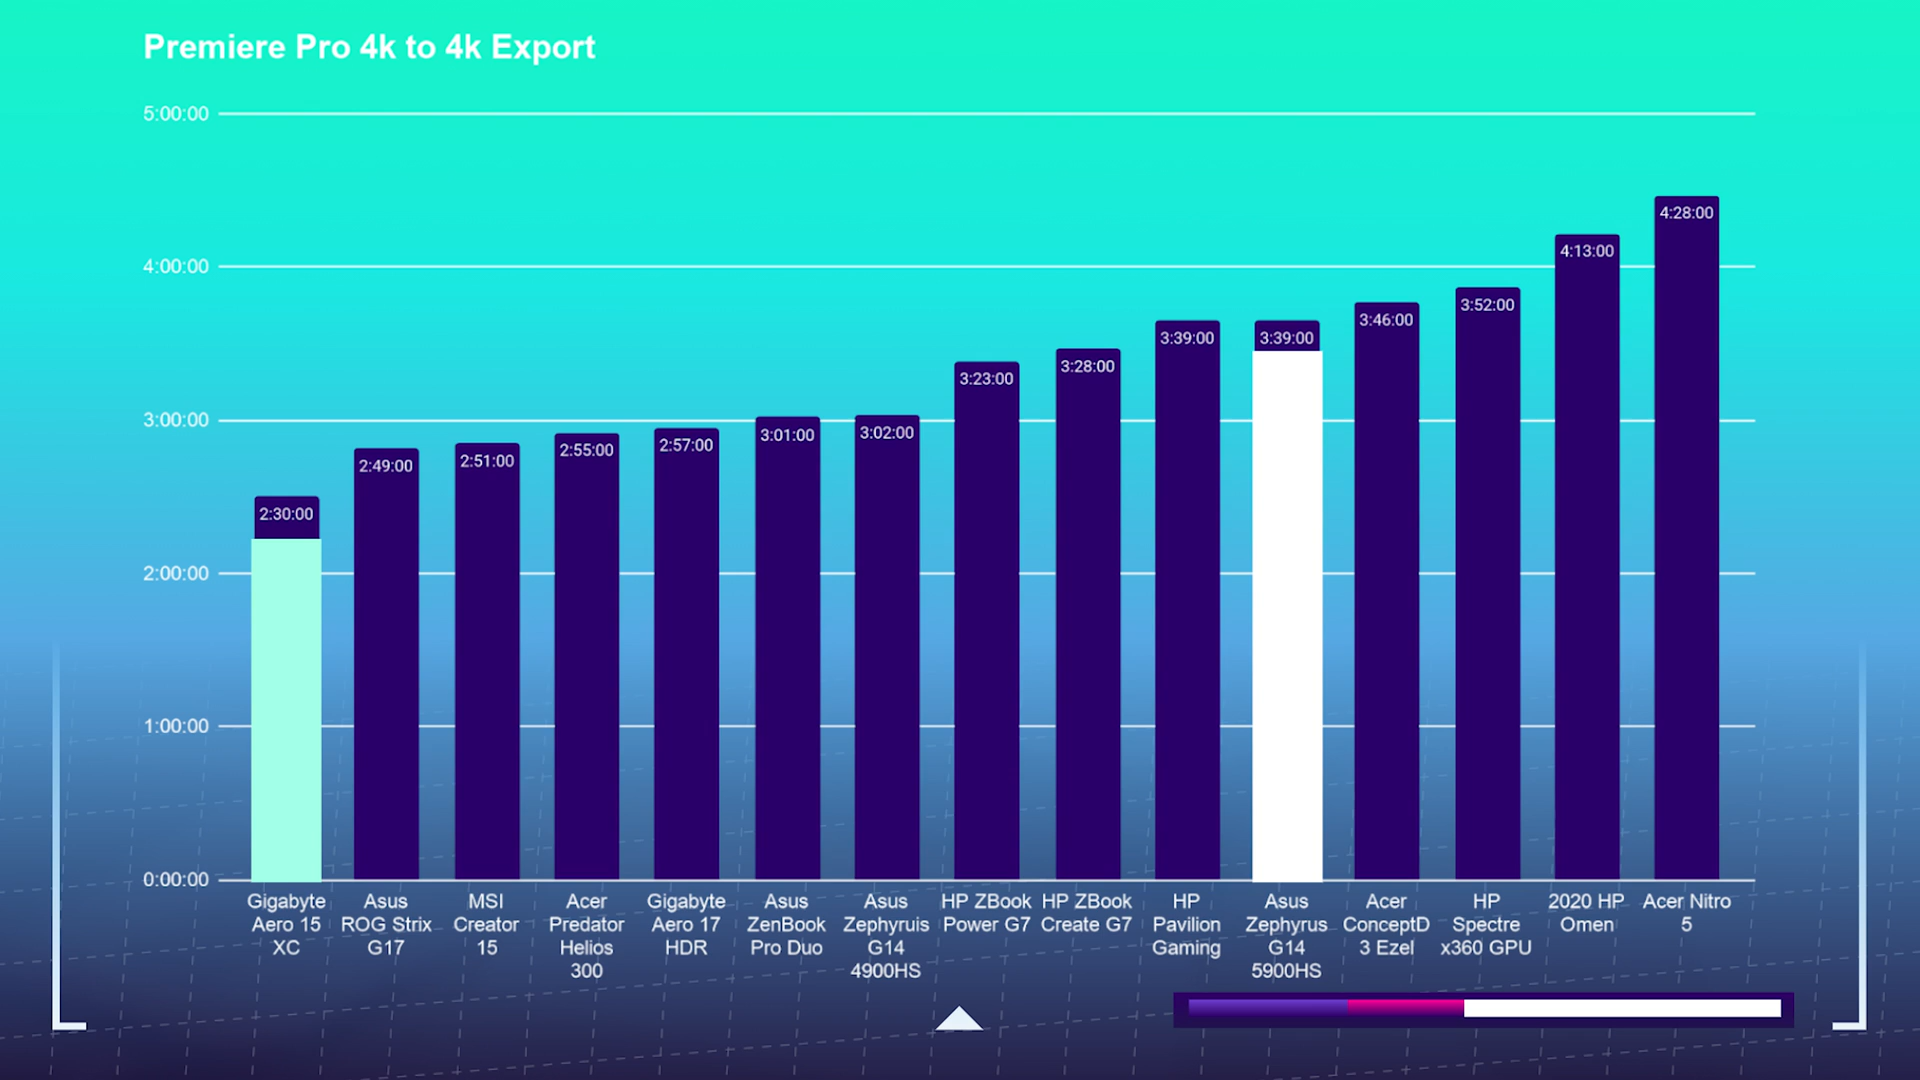 Premiere Pro 4k to 4k Export
5:00:00
4:00:00
3:00:00
2:00:00
1:00:00
0:00:00
2:30:00
2:49:00
2:51:00
2:55:00
2:57:00
3:01:00
3:02:00
3:23:00
3:28:00
3:39:00
3:39:00
3:46:00
3:52:00
4:13:00
4:28:00
Gigabyte
Aero 15
XC
Asus
ROG Strix
G17
MSI
Creator
15
Acer
Predator
Helios
300
Gigabyte
Aero 17
HDR
Asus
ZenBook
Pro Duo
Asus
Zephyruis
G14
4900HS
HP ZBook
Power G7
HP ZBook
Create G7
HP
Pavilion
Gaming
Asus
Zephyrus
G14
5900HS
Acer
ConceptD
3 Ezel
HP
Spectre
x360 GPU
2020 HP
Omen
Acer Nitro
5